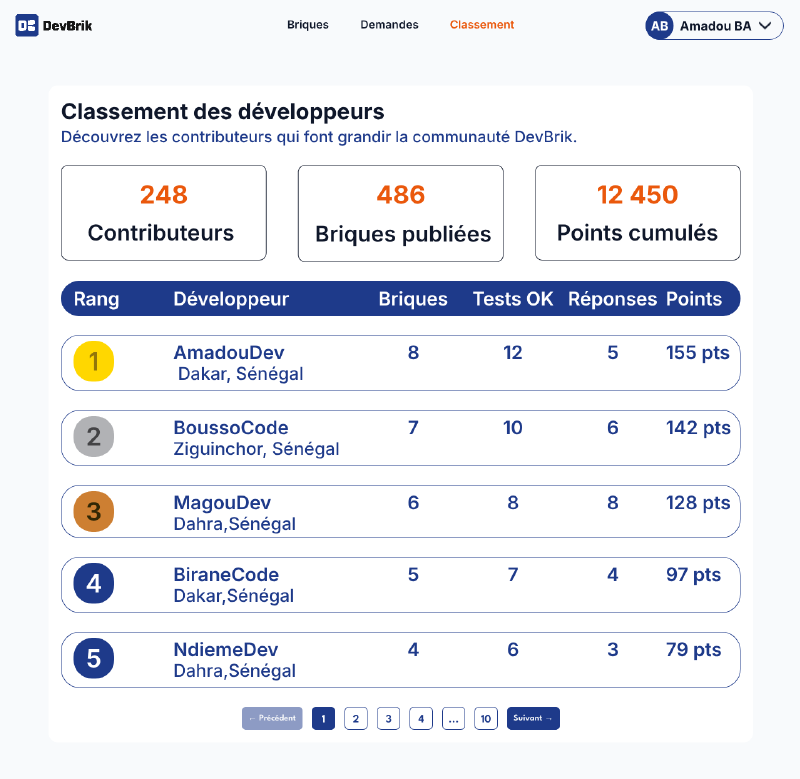 DevBrik
Briques Demandes Classement
AB Amadou BA
Classement des développeurs
Découvrez les contributeurs qui font grandir la communauté DevBrik.
248 486 12 450
Contributeurs Briques publiées Points cumulés
Rang Développeur Briques Tests OK Réponses Points
1 AmadouDev 8 12 5 155 pts
Dakar, Sénégal
2 BoussoCode 7 10 6 142 pts
Ziguinchor, Sénégal
3 MagouDev 6 8 8 128 pts
Dahra,Sénégal
4 BiraneCode 5 7 4 97 pts
Dakar,Sénégal
5 NdiemeDev 4 6 3 79 pts
Dahra,Sénégal
← Précédent 1 2 3 4 ... 10 Suivant →